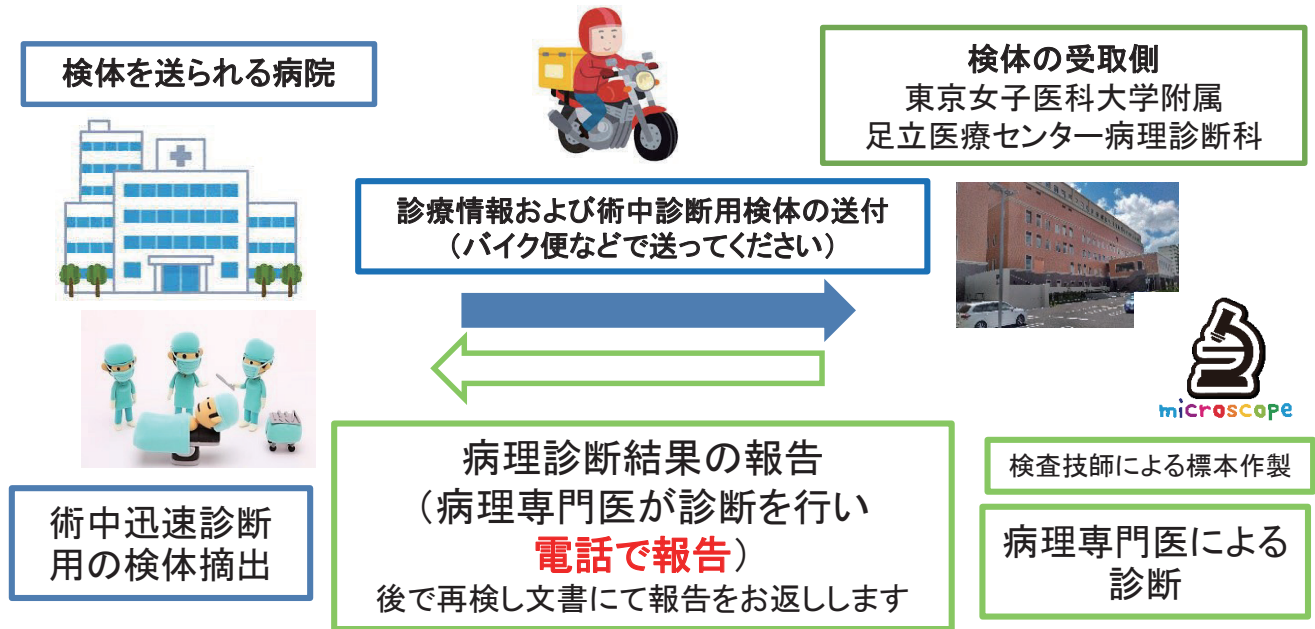 検体を送られる病院
検体の受取側
東京女子医科大学附属
足立医療センター病理診断科
診療情報および術中診断用検体の送付
（バイク便などで送ってください）
microscope
術中迅速診断
用の検体摘出
病理診断結果の報告
（病理専門医が診断を行い
電話で報告）
後で再検し文書にて報告をお返しします
検査技師による標本作製
病理専門医による
診断